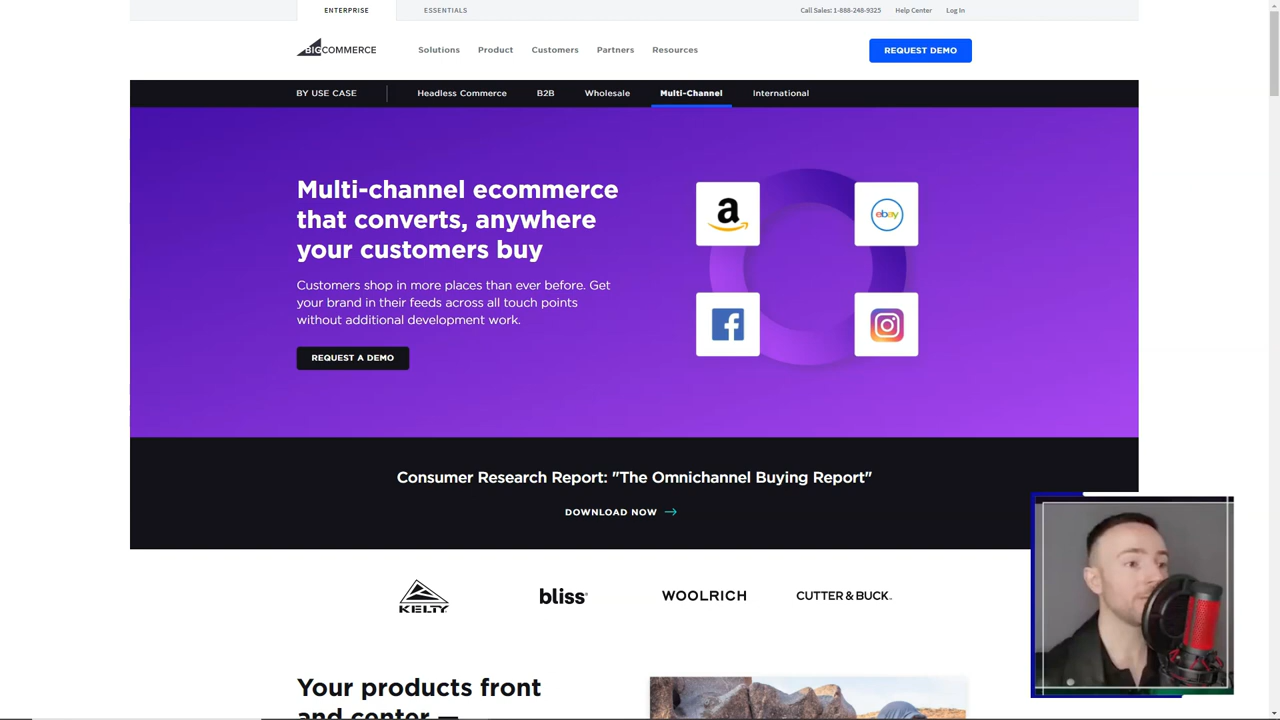 ENTERPRISE
ESSENTIALS
Call Sales: 1-888-248-9325
Help Center
Log In
BIGCOMMERCE
Solutions
Product
Customers
Partners
Resources
REQUEST DEMO
BY USE CASE
Headless Commerce
B2B
Wholesale
Multi-Channel
International
Multi-channel ecommerce
that converts, anywhere
your customers buy
Customers shop in more places than ever before. Get
your brand in their feeds across all touch points
without additional development work.
REQUEST A DEMO
a
ebay
f
Consumer Research Report: "The Omnichannel Buying Report"
DOWNLOAD NOW →
KELTY
bliss
WOOLRICH
CUTTER & BUCK
Your products front
and center —